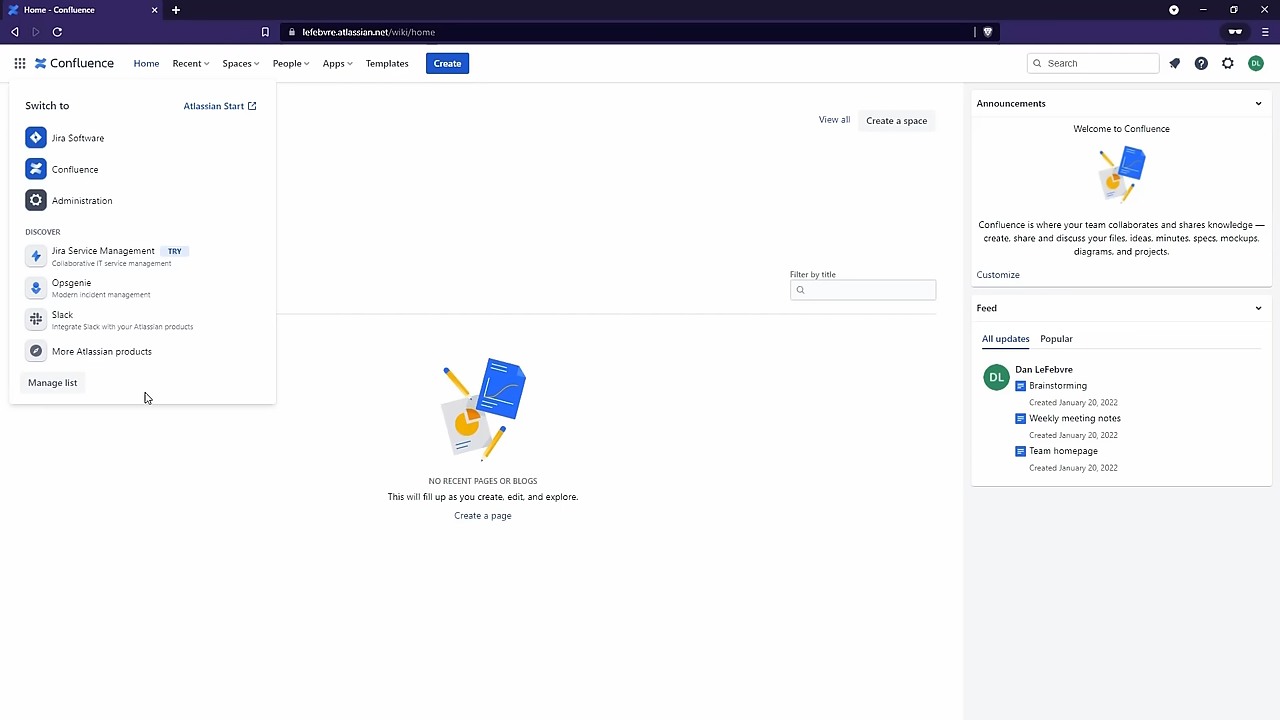 Home - Confluence
lefebvre.atlassian.net/wiki/home
Confluence
Home
Recent
Spaces
People
Apps
Templates
Create
Search
DL
Switch to
Atlassian Start
Jira Software
Confluence
Administration
DISCOVER
Jira Service Management TRY
Collaborative IT service management
Opsgenie
Modern incident management
Slack
Integrate Slack with your Atlassian products
More Atlassian products
Manage list
View all
Create a space
Filter by title
NO RECENT PAGES OR BLOGS
This will fill up as you create, edit, and explore.
Create a page
Announcements
Welcome to Confluence
Confluence is where your team collaborates and shares knowledge —
create, share and discuss your files, ideas, minutes, specs, mockups,
diagrams, and projects.
Customize
Feed
All updates
Popular
DL
Dan LeFebvre
Brainstorming
Created January 20, 2022
Weekly meeting notes
Created January 20, 2022
Team homepage
Created January 20, 2022